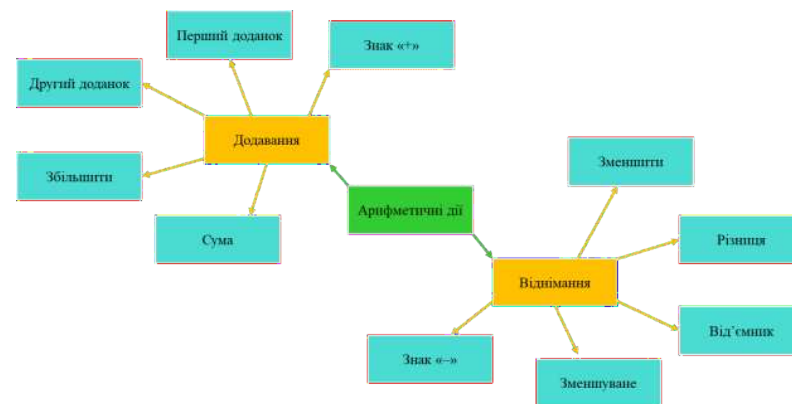 Перший доданок
Знак «+»
Другий доданок
Додавання
Збільшити
Сума
Арифметичні дії
Зменшити
Різниця
Віднімання
Від’ємник
Знак «–»
Зменшуване